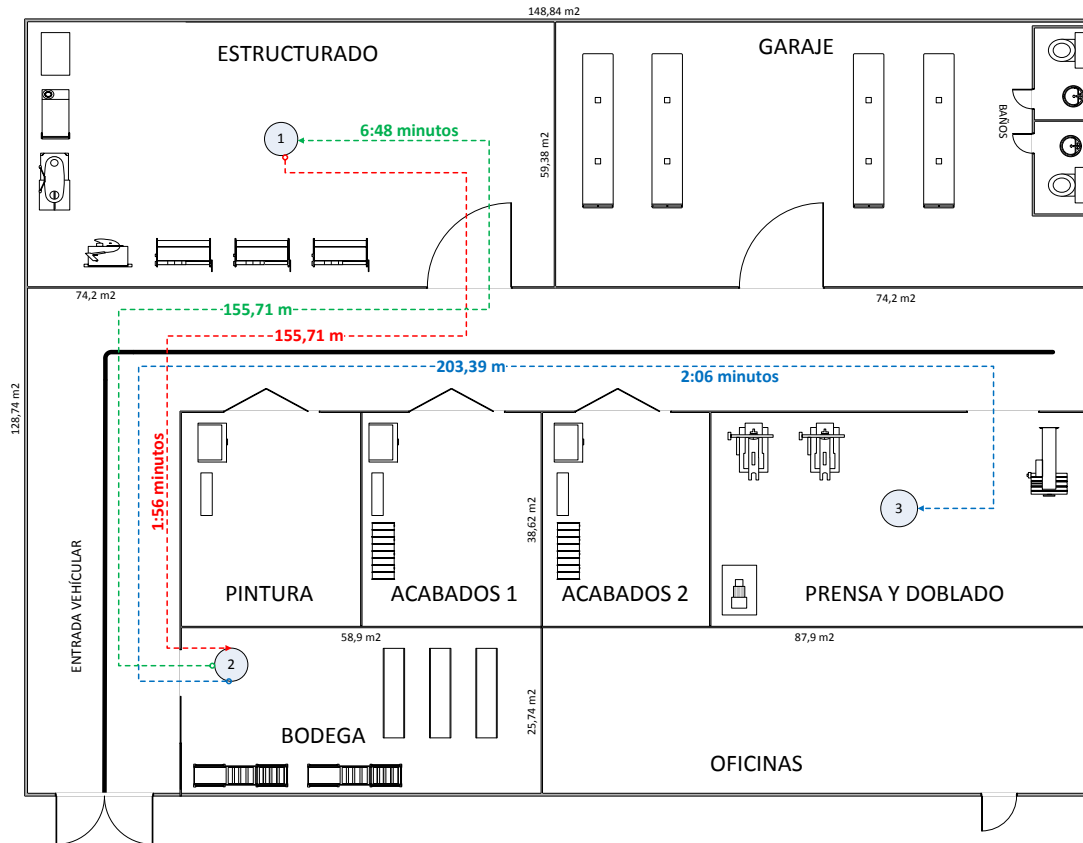 148,84 m2
ESTRUCTURADO
GARAJE
BAÑOS
1
6:48 minutos
59,38 m2
74,2 m2
74,2 m2
155,71 m
155,71 m
203,39 m
2:06 minutos
128,74 m2
1:56 minutos
3
38,62 m2
PINTURA
ACABADOS 1
ACABADOS 2
PRENSA Y DOBLADO
ENTRADA VEHÍCULAR
58,9 m2
87,9 m2
2
25,74 m2
BODEGA
OFICINAS